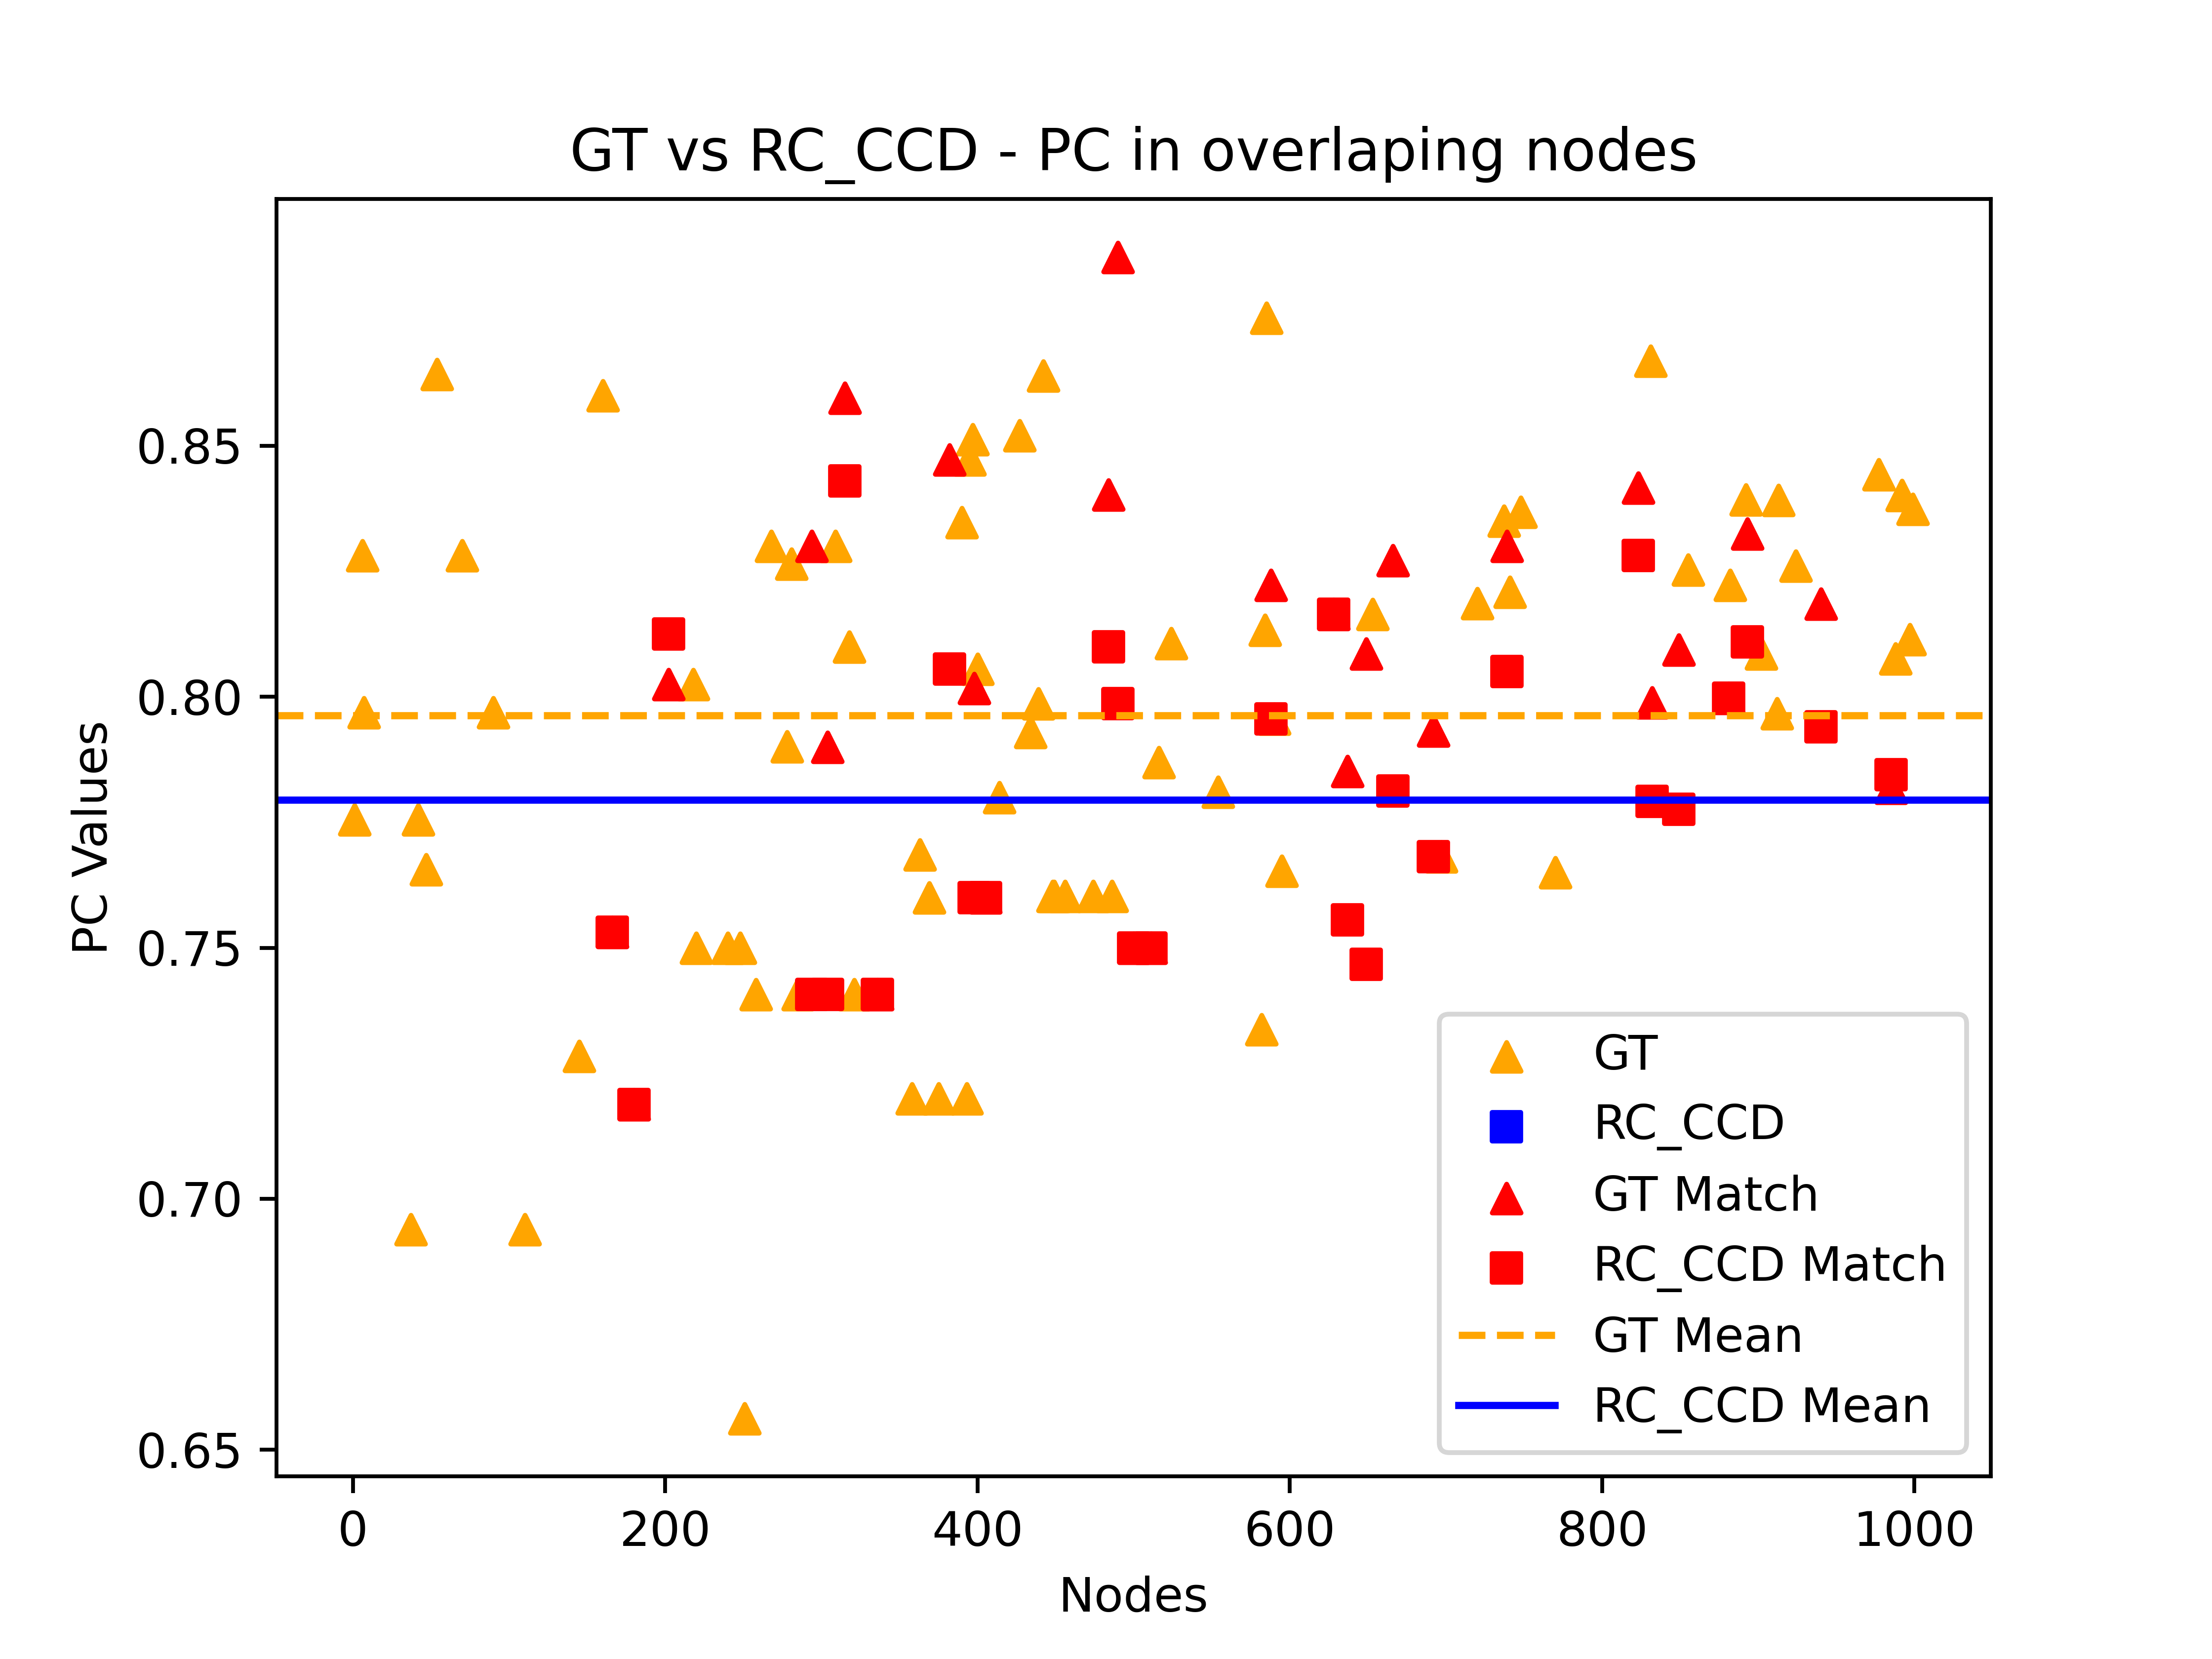 GT vs RC_CCD - PC in overlaping nodes
PC Values
0.85
0.80
0.75
0.70
0.65
0
200
400
600
800
1000
Nodes
GT
RC_CCD
GT Match
RC_CCD Match
GT Mean
RC_CCD Mean